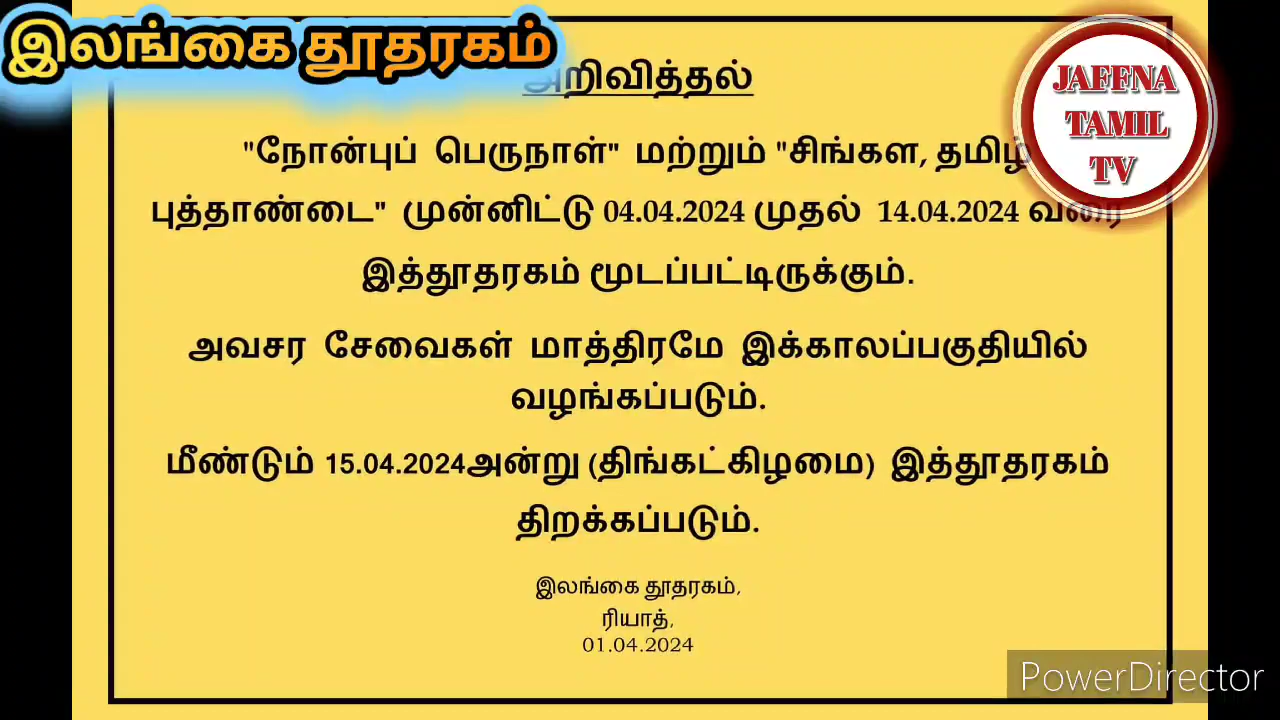 இலங்கை தூதரகம்
அறிவித்தல்
JAFFNA
TAMIL
TV
"நோன்புப் பெருநாள்" மற்றும் "சிங்கள, தமிழ்
புத்தாண்டை" முன்னிட்டு 04.04.2024 முதல் 14.04.2024 வரை
இத்தூதரகம் மூடப்பட்டிருக்கும்.
அவசர சேவைகள் மாத்திரமே இக்காலப்பகுதியில்
வழங்கப்படும்.
மீண்டும் 15.04.2024அன்று (திங்கட்கிழமை) இத்தூதரகம்
திறக்கப்படும்.
இலங்கை தூதரகம்,
ரியாத்,
01.04.2024
PowerDirector